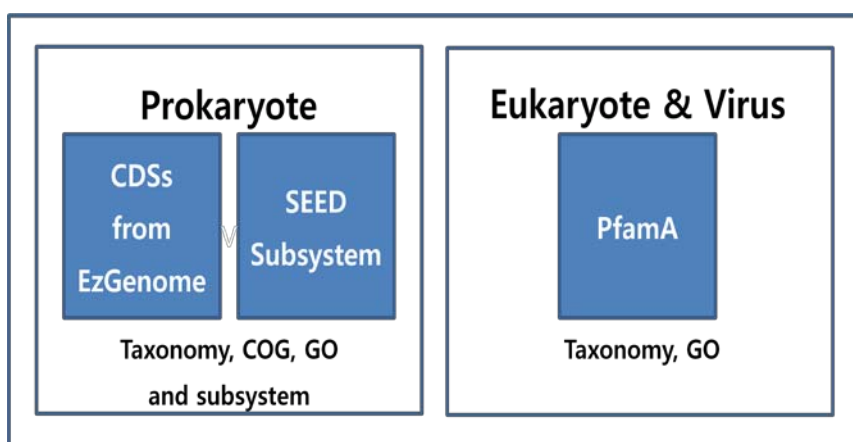 Prokaryote
CDSs
from
EzGenome
SEED
Subsystem
Taxonomy, COG, GO
and subsystem
Eukaryote & Virus
PfamA
Taxonomy, GO